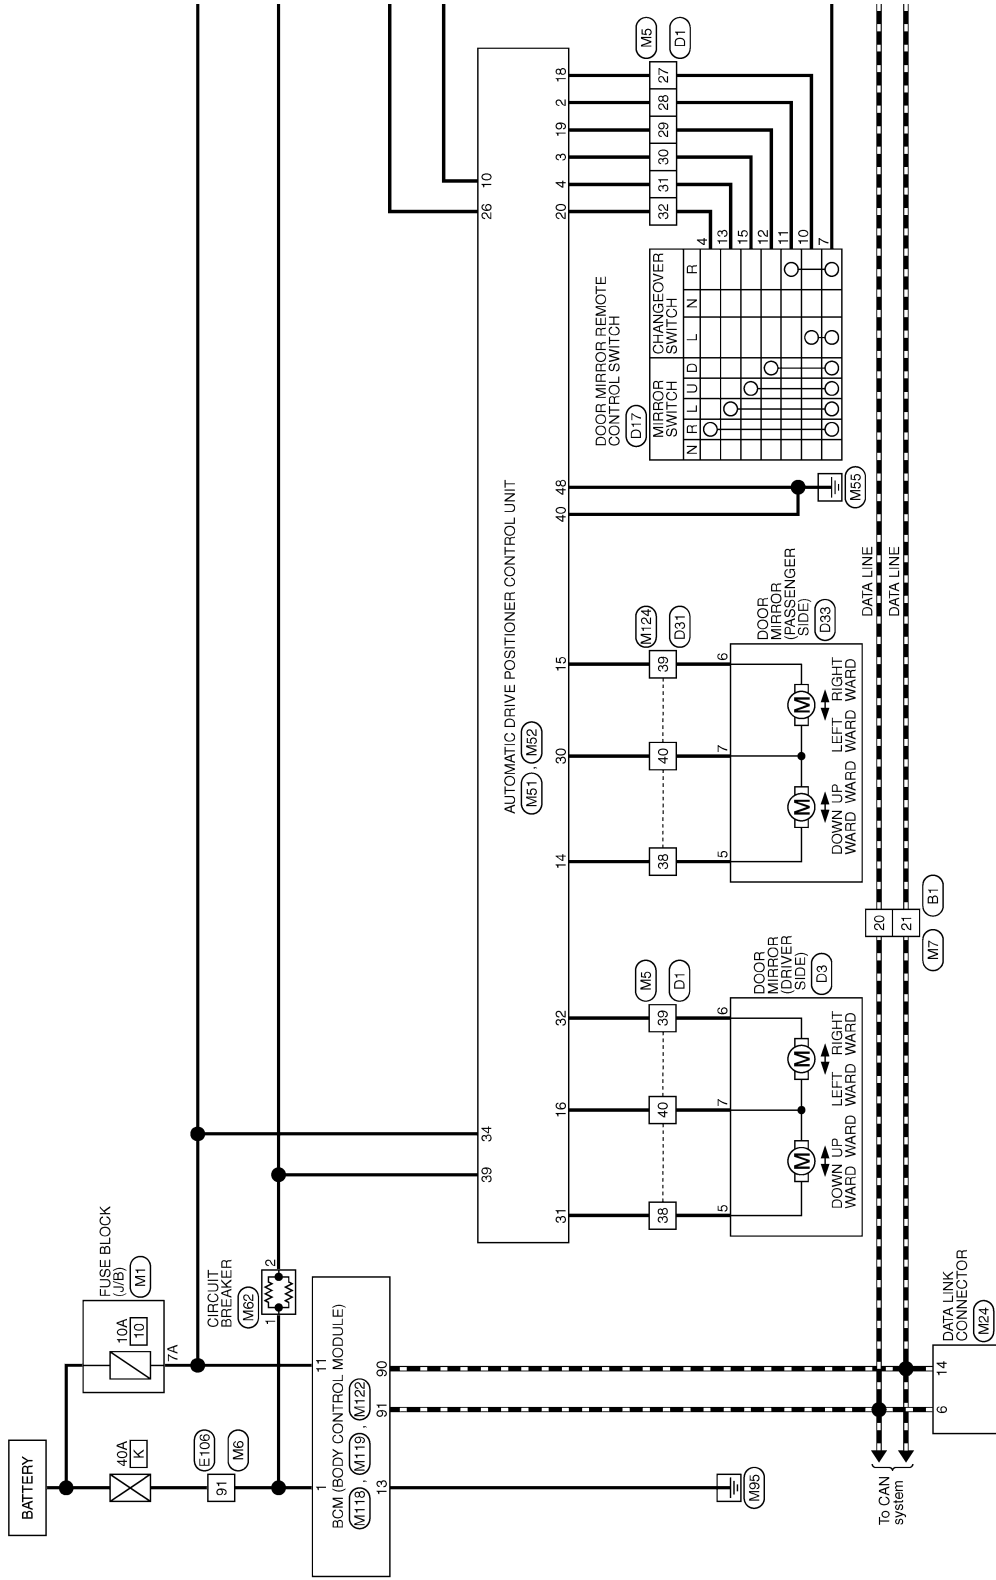 BATTERY
40A
K
FUSE BLOCK
(J/B)
M1
10A
10
7A
E106
M6
91
CIRCUIT
BREAKER
M62
1
2
1
11
BCM (BODY CONTROL MODULE)
M118 , M119 , M122
13
91
90
M95
39
34
26
10
AUTOMATIC DRIVE POSITIONER CONTROL UNIT
M51 , M52
31
16
32
14
30
15
40
48
20
4
3
19
2
18
M5
D1
38
40
39
5
7
6
DOOR
MIRROR
(DRIVER
SIDE)
D3
M
M
DOWN UP
WARD WARD
LEFT RIGHT
WARD WARD
M124
D31
38
40
39
5
7
6
DOOR
MIRROR
(PASSENGER
SIDE)
D33
M
M
DOWN UP
WARD WARD
LEFT RIGHT
WARD WARD
M55
M5
D1
32
31
30
29
28
27
DOOR MIRROR REMOTE
CONTROL SWITCH
D17
MIRROR
SWITCH
CHANGEOVER
SWITCH
N R L U D L N R
4
13
15
12
11
10
7
DATA LINE
DATA LINE
20
21
M7
B1
To CAN
system
DATA LINK
CONNECTOR
M24
6
14